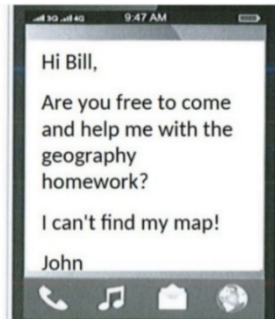 3G 4G 9:47 AM
Hi Bill,
Are you free to come
and help me with the
geography
homework?
I can't find my map!
John